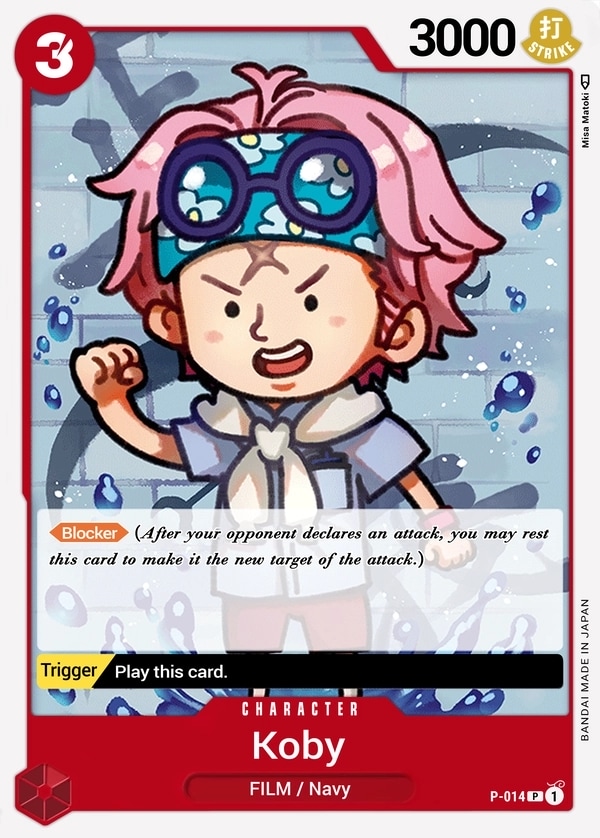 3
3000
打
STRIKE
Misa Matoki
Blocker (After your opponent declares an attack, you may rest
this card to make it the new target of the attack.)
Trigger Play this card.
BANDAI MADE IN JAPAN
CHARACTER
Koby
FILM / Navy
P-014 P 1